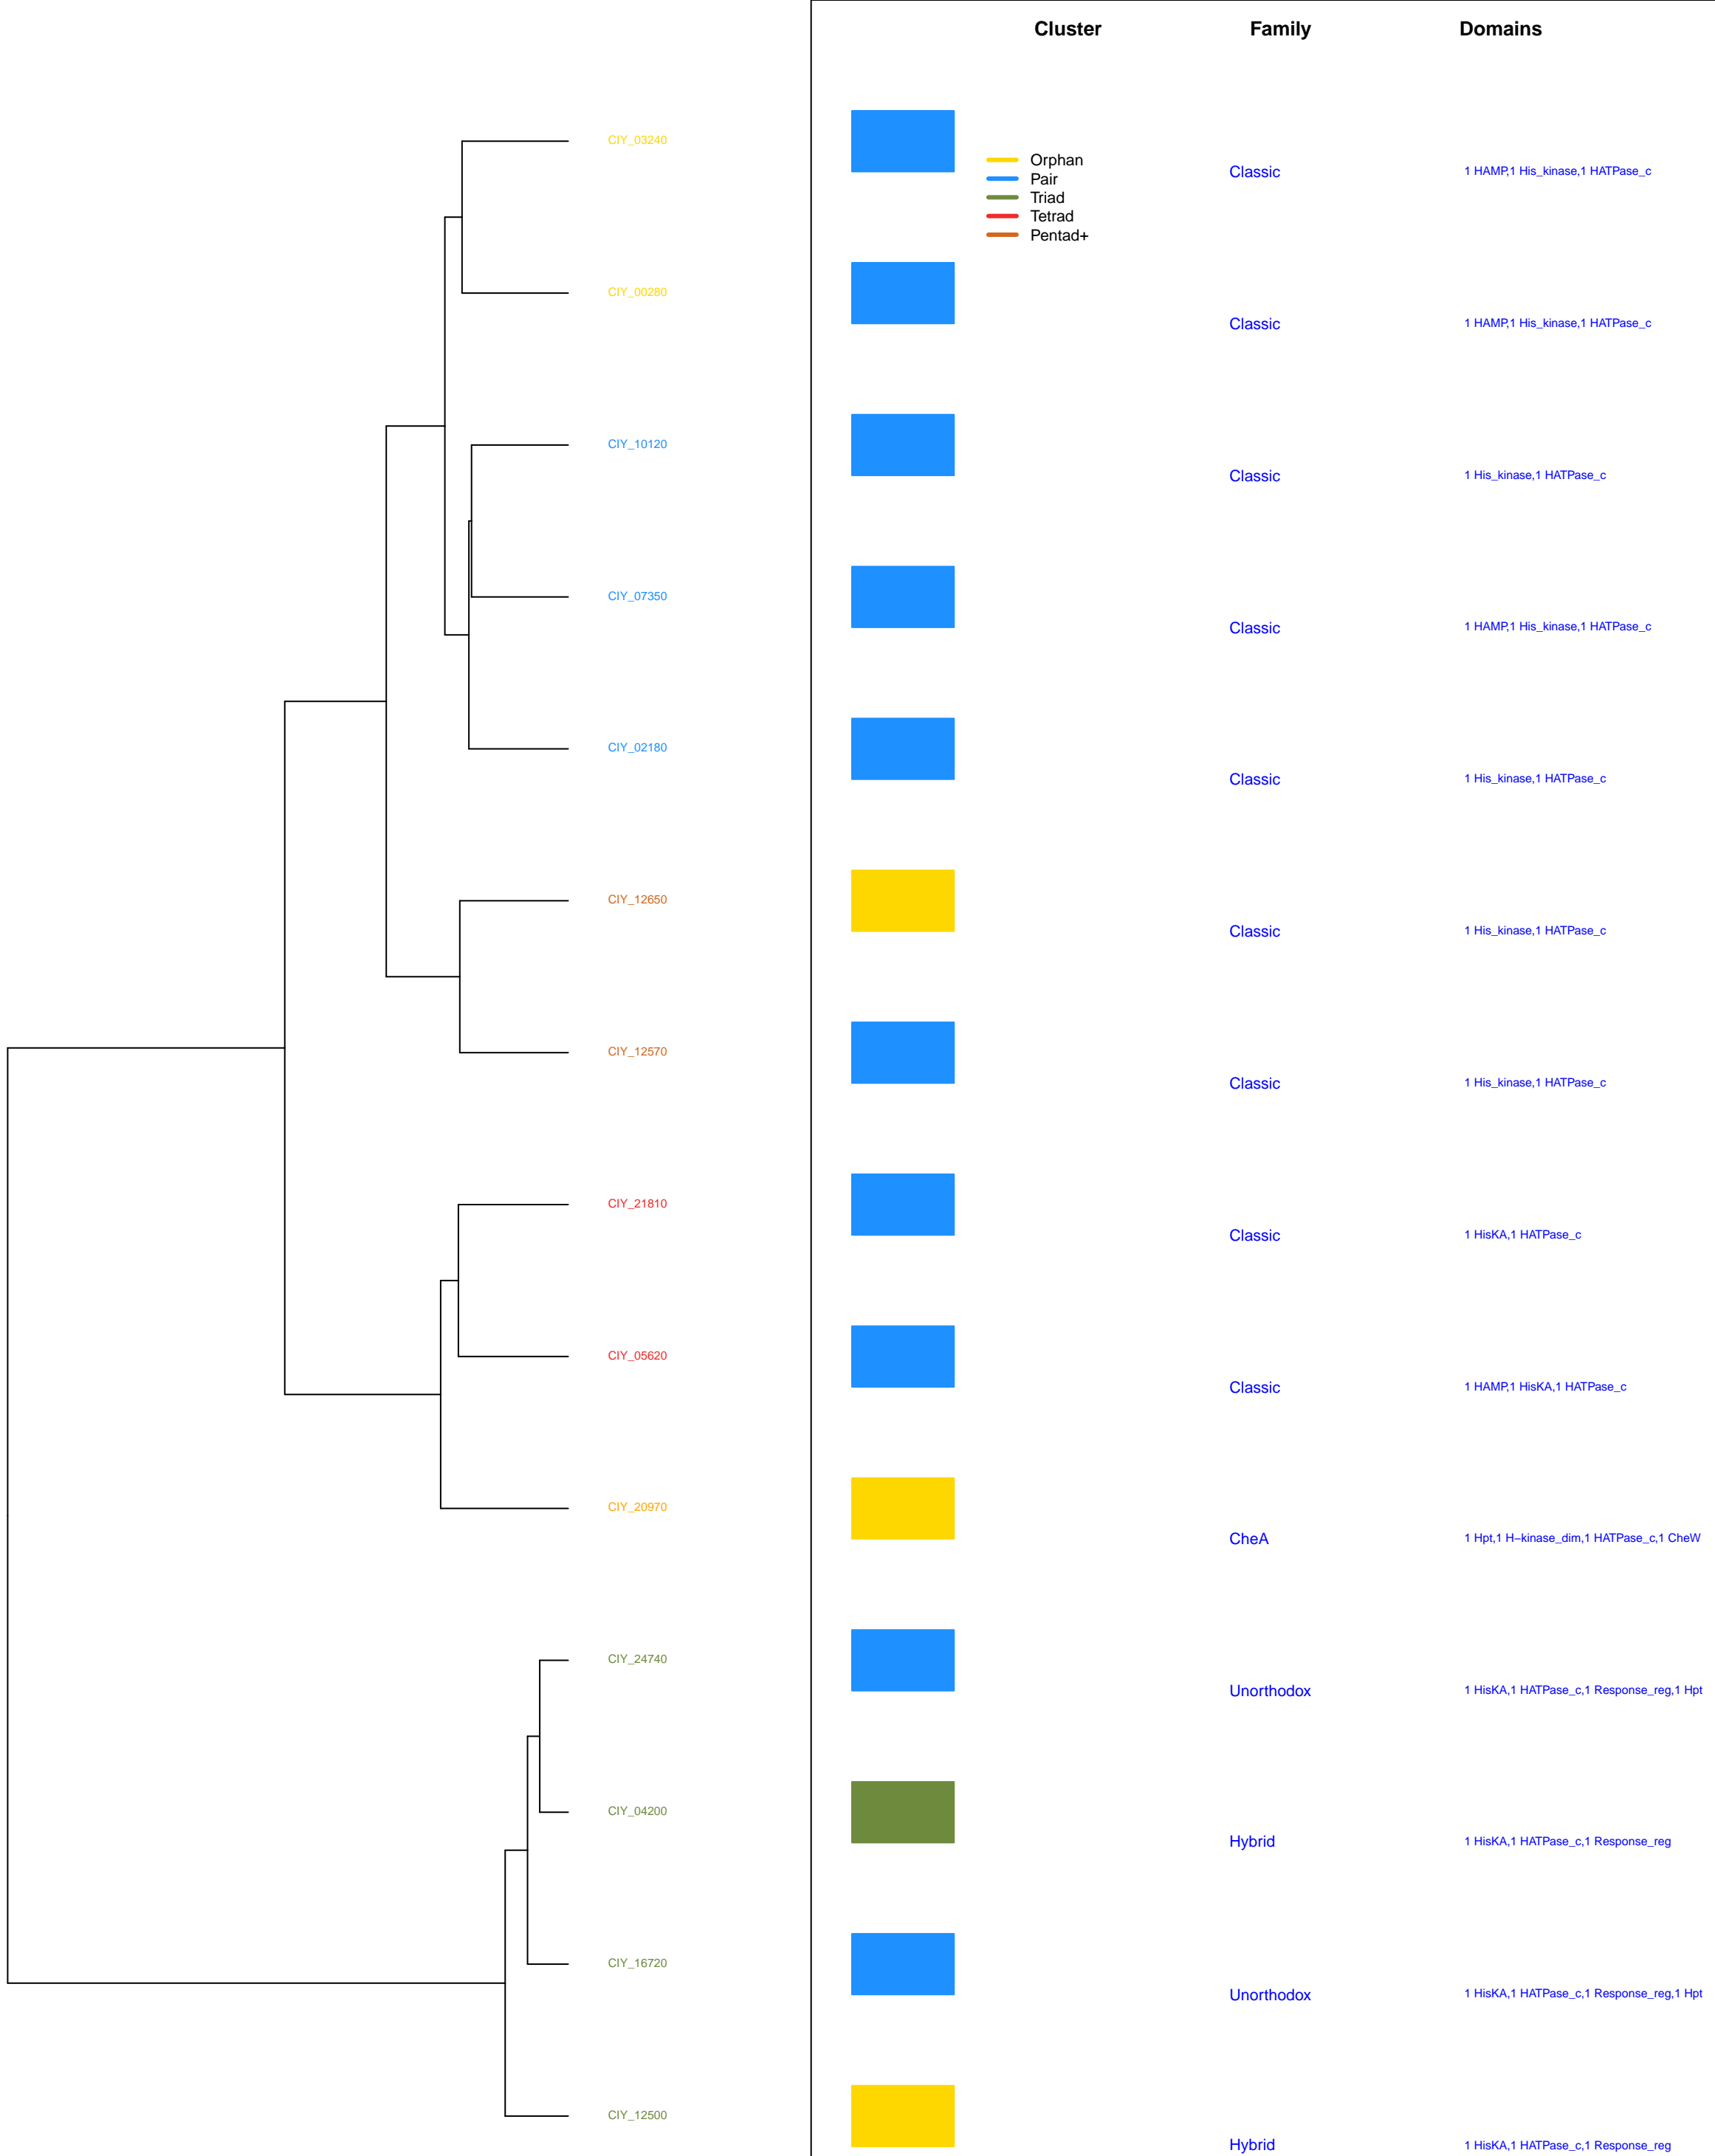 Cluster Family Domains
CIY_03240
Orphan
Pair
Classic 1 HAMP,1 His_kinase,1 HATPase_c
Triad
Tetrad
Pentad+
CIY_00280
Classic 1 HAMP,1 His_kinase,1 HATPase_c
CIY_10120
Classic 1 His_kinase,1 HATPase_c
CIY_07350
Classic 1 HAMP,1 His_kinase,1 HATPase_c
CIY_02180
Classic 1 His_kinase,1 HATPase_c
CIY_12650
Classic 1 His_kinase,1 HATPase_c
CIY_12570
Classic 1 His_kinase,1 HATPase_c
CIY_21810
Classic 1 HisKA,1 HATPase_c
CIY_05620
Classic 1 HAMP,1 HisKA,1 HATPase_c
CIY_20970
CheA 1 Hpt,1 H−kinase_dim,1 HATPase_c,1 CheW
CIY_24740
Unorthodox 1 HisKA,1 HATPase_c,1 Response_reg,1 Hpt
CIY_04200
Hybrid 1 HisKA,1 HATPase_c,1 Response_reg
CIY_16720
Unorthodox 1 HisKA,1 HATPase_c,1 Response_reg,1 Hpt
CIY_12500
Hybrid 1 HisKA,1 HATPase_c,1 Response_reg